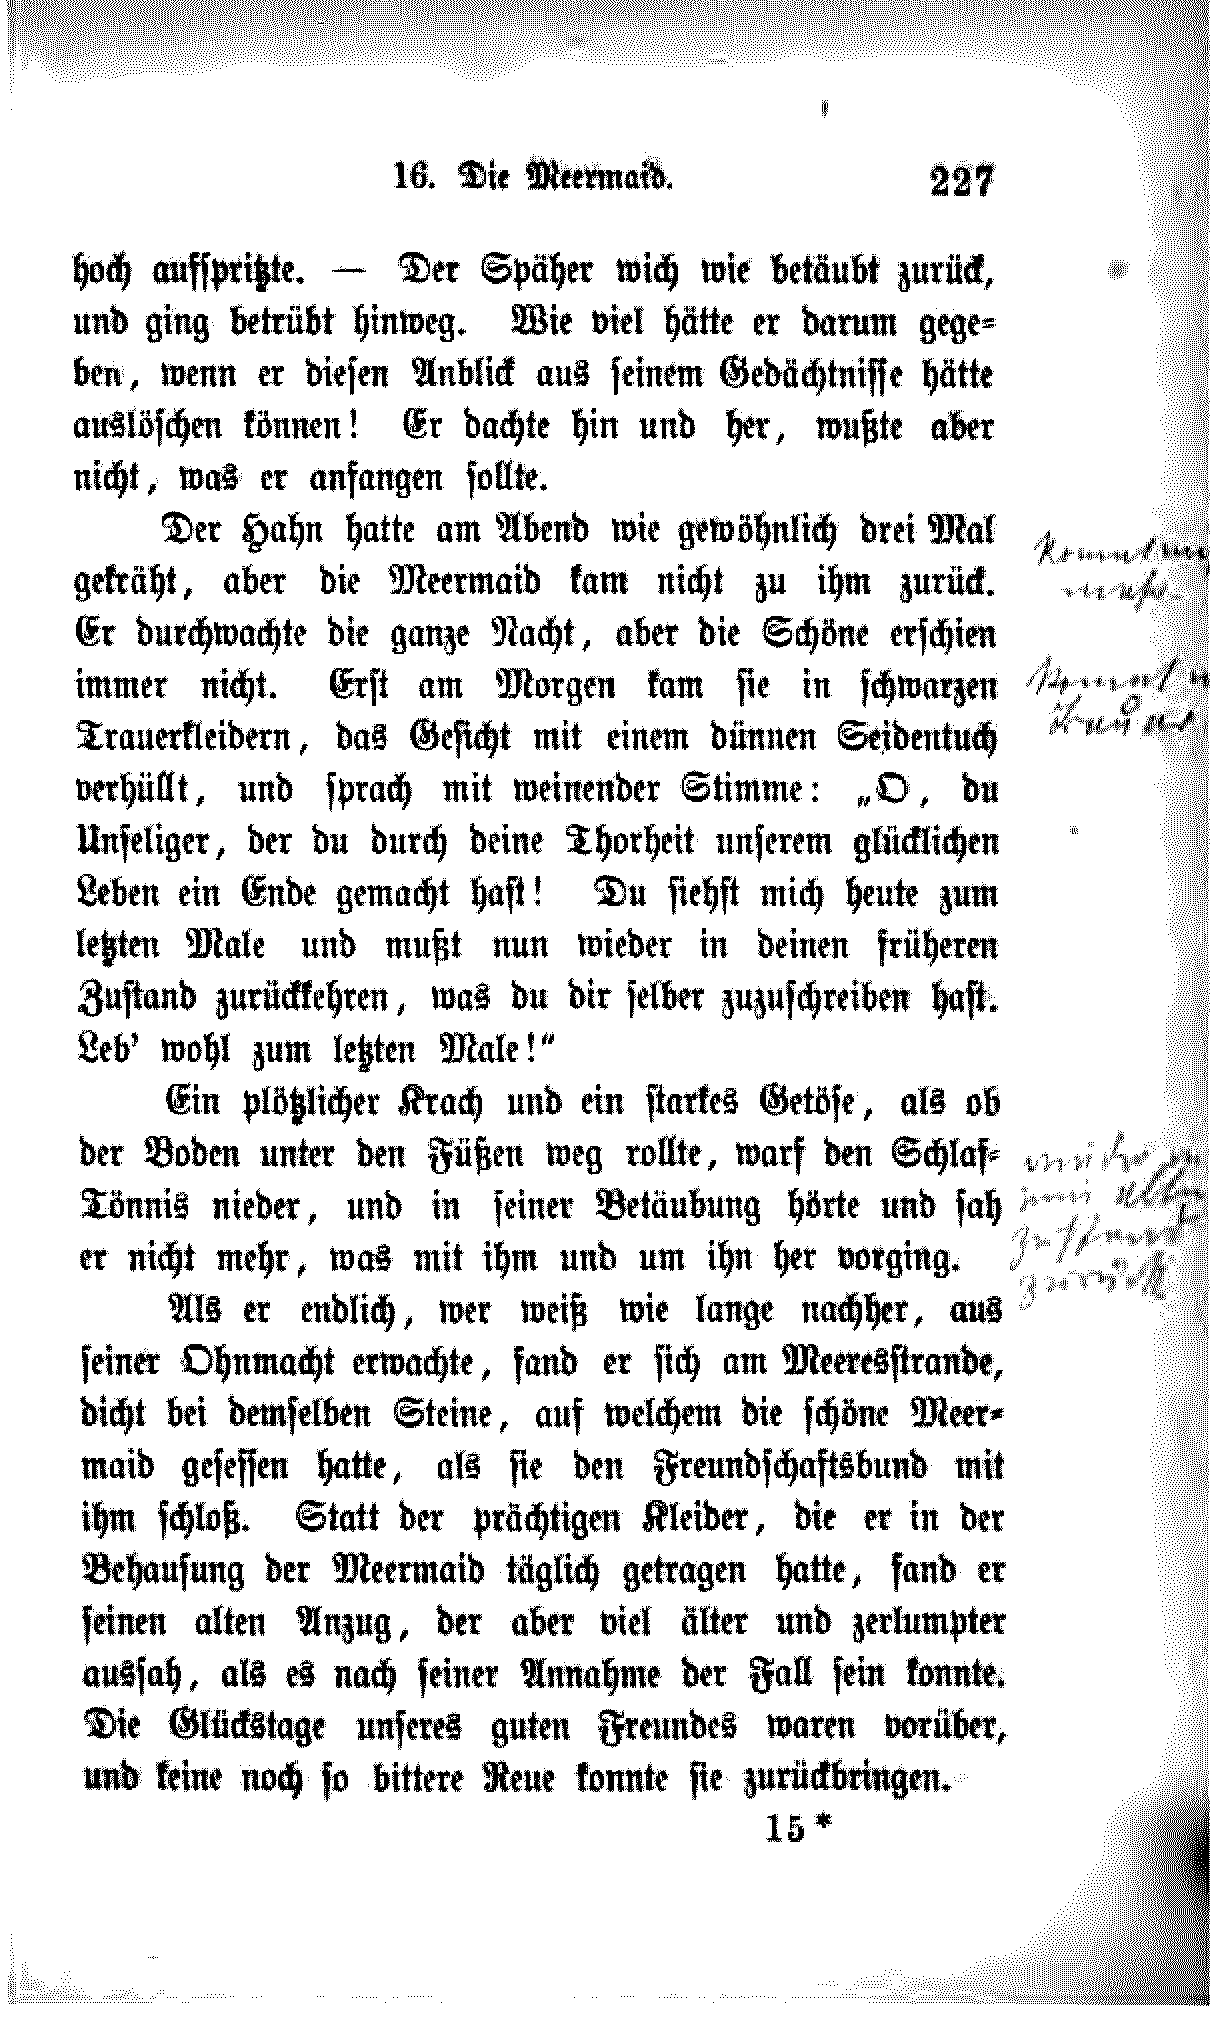 16. Die Meermaid. 227
hoch aufspritzte. — Der Späher wich wie betäubt zurück,
und ging betrübt hinweg. Wie viel hätte er darum gege-
ben, wenn er diesen Anblick aus seinem Gedächtnisse hätte
auslöschen können! Er dachte hin und her, wußte aber
nicht, was er anfangen sollte.
Der Hahn hatte am Abend wie gewöhnlich drei Mal
gekräht, aber die Meermaid kam nicht zu ihm zurück.
Er durchwachte die ganze Nacht, aber die Schöne erschien
immer nicht. Erst am Morgen kam sie in schwarzen
Trauerkleidern, das Gesicht mit einem dünnen Seidentuch
verhüllt, und sprach mit weinender Stimme: „O, du
Unseliger, der du durch deine Thorheit unserem glücklichen
Leben ein Ende gemacht hast! Du siehst mich heute zum
letzten Male und mußt nun wieder in deinen früheren
Zustand zurückkehren, was du dir selber zuzuschreiben hast.
Leb' wohl zum letzten Male!“
Ein plötzlicher Krach und ein starkes Getöse, als ob
der Boden unter den Füßen weg rollte, warf den Schlaf-
Tönnis nieder, und in seiner Betäubung hörte und sah
er nicht mehr, was mit ihm und um ihn her vorging.
Als er endlich, wer weiß wie lange nachher, aus
seiner Ohnmacht erwachte, fand er sich am Meeresstrande,
dicht bei demselben Steine, auf welchem die schöne Meer-
maid gesessen hatte, als sie den Freundschaftsbund mit
ihm schloß. Statt der prächtigen Kleider, die er in der
Behausung der Meermaid täglich getragen hatte, fand er
seinen alten Anzug, der aber viel älter und zerlumpter
aussah, als es nach seiner Annahme der Fall sein konnte.
Die Glückstage unseres guten Freundes waren vorüber,
und keine noch so bittere Reue konnte sie zurückbringen.
15*
zurück